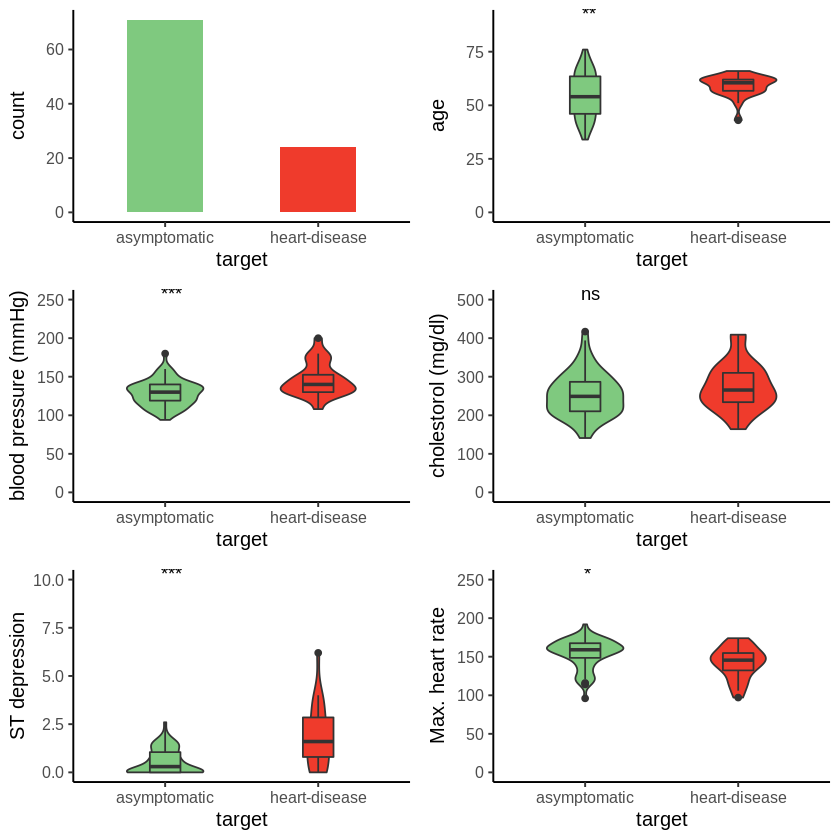 count
60
40
20
0
asymptomatic heart-disease
target
**
age
75
50
25
0
asymptomatic heart-disease
target
***
blood pressure (mmHg)
250
200
150
100
50
0
asymptomatic heart-disease
target
ns
cholestorol (mg/dl)
500
400
300
200
100
0
asymptomatic heart-disease
target
***
ST depression
10.0
7.5
5.0
2.5
0.0
asymptomatic heart-disease
target
*
Max. heart rate
250
200
150
100
50
0
asymptomatic heart-disease
target